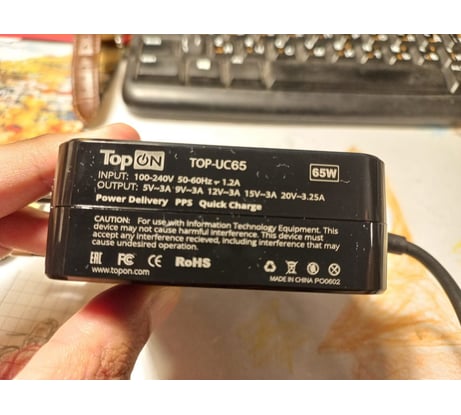 TopON TOP-UC65 65W
INPUT: 100-240V 50-60Hz 1.2A
OUTPUT: 5V⎓3A 9V⎓3A 12V⎓3A 15V⎓3A 20V⎓3.25A
Power Delivery PPS Quick Charge
CAUTION: For use with Information Technology Equipment. This
device may not cause harmful interference. This device must
accept any interference recieved, including interference that may
cause undesired operation.
EAC FC CE RoHS
www.topon.com
MADE IN CHINA PO0602